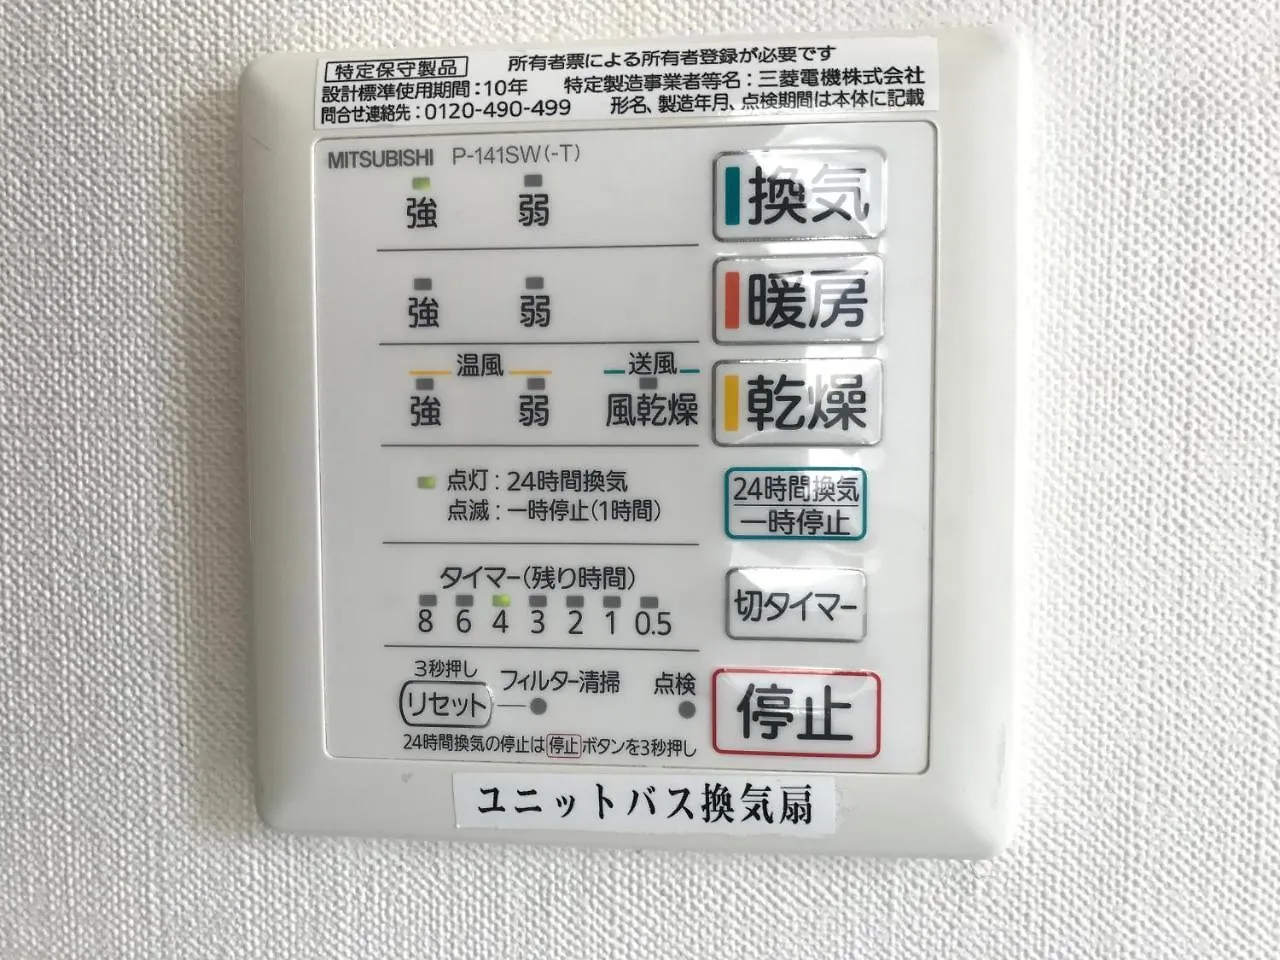 特定保守製品 所有者票による所有者登録が必要です
設計標準使用期間:10年 特定製造事業者等名:三菱電機株式会社
問合せ連絡先:0120-490-499 形名、製造年月、点検期間は本体に記載
MITSUBISHI P-141SW(-T)
強 弱 換気
強 弱 暖房
温風 送風
強 弱 風乾燥 乾燥
点灯:24時間換気
点滅:一時停止(1時間)
24時間換気
一時停止
タイマー(残り時間)
8 6 4 3 2 1 0.5
切タイマー
3秒押し
リセット フィルター清掃 点検
停止
24時間換気の停止は停止ボタンを3秒押し
ユニットバス換気扇